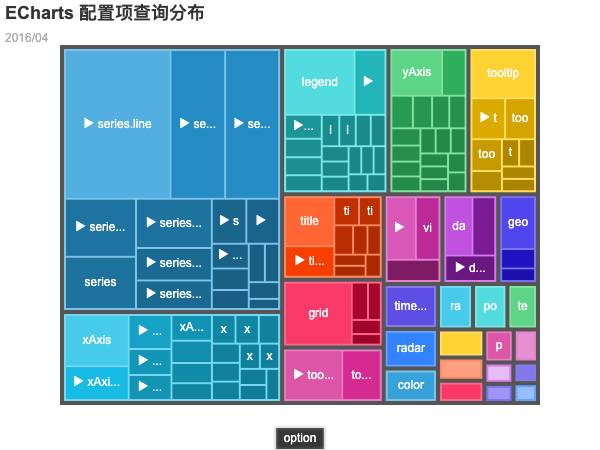 ECharts 配置项查询分布
2016/04
▶ series.line
▶ se...
▶ se...
legend
▶
yAxis
tooltip
▶ t
too
▶...
l
l
too
t
▶ serie...
▶ series...
▶ s
▶
series
▶ series...
▶ ...
▶ series...
title
ti
ti
▶ ti...
▶
vi
da
▶ d...
geo
xAxis
▶ ...
xA...
x
x
▶ xAxi...
▶ ...
x
x
▶ ...
grid
time...
ra
po
te
▶ too...
to...
radar
p
color
option